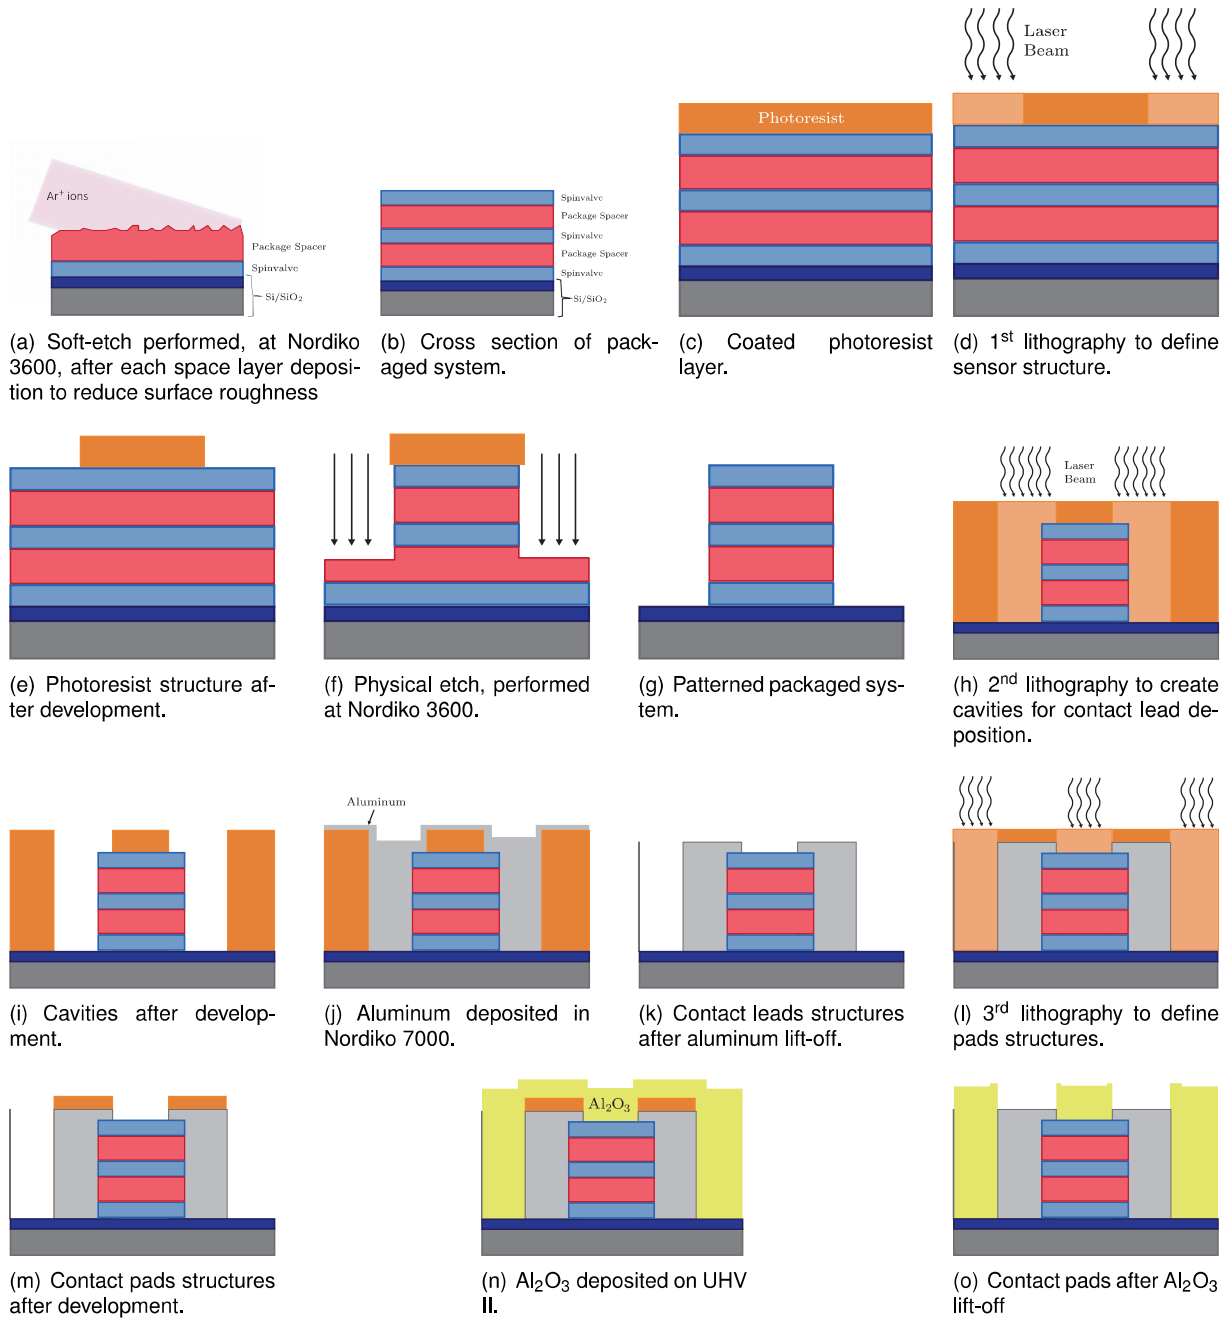 Laser
Beam
Photoresist
Ar⁺ ions
Package Spacer
Spinvalve
Si/SiO₂
Spinvalve
Package Spacer
Spinvalve
Package Spacer
Spinvalve
Si/SiO₂
(a) Soft-etch performed, at Nordiko
3600, after each space layer deposi-
tion to reduce surface roughness
(b) Cross section of pack-
aged system.
(c) Coated photoresist
layer.
(d) 1ˢᵗ lithography to define
sensor structure.
Laser
Beam
(e) Photoresist structure af-
ter development.
(f) Physical etch, performed
at Nordiko 3600.
(g) Patterned packaged sys-
tem.
(h) 2ⁿᵈ lithography to create
cavities for contact lead de-
position.
Aluminum
(i) Cavities after develop-
ment.
(j) Aluminum deposited in
Nordiko 7000.
(k) Contact leads structures
after aluminum lift-off.
(l) 3ʳᵈ lithography to define
pads structures.
Al₂O₃
(m) Contact pads structures
after development.
(n) Al₂O₃ deposited on UHV
II.
(o) Contact pads after Al₂O₃
lift-off